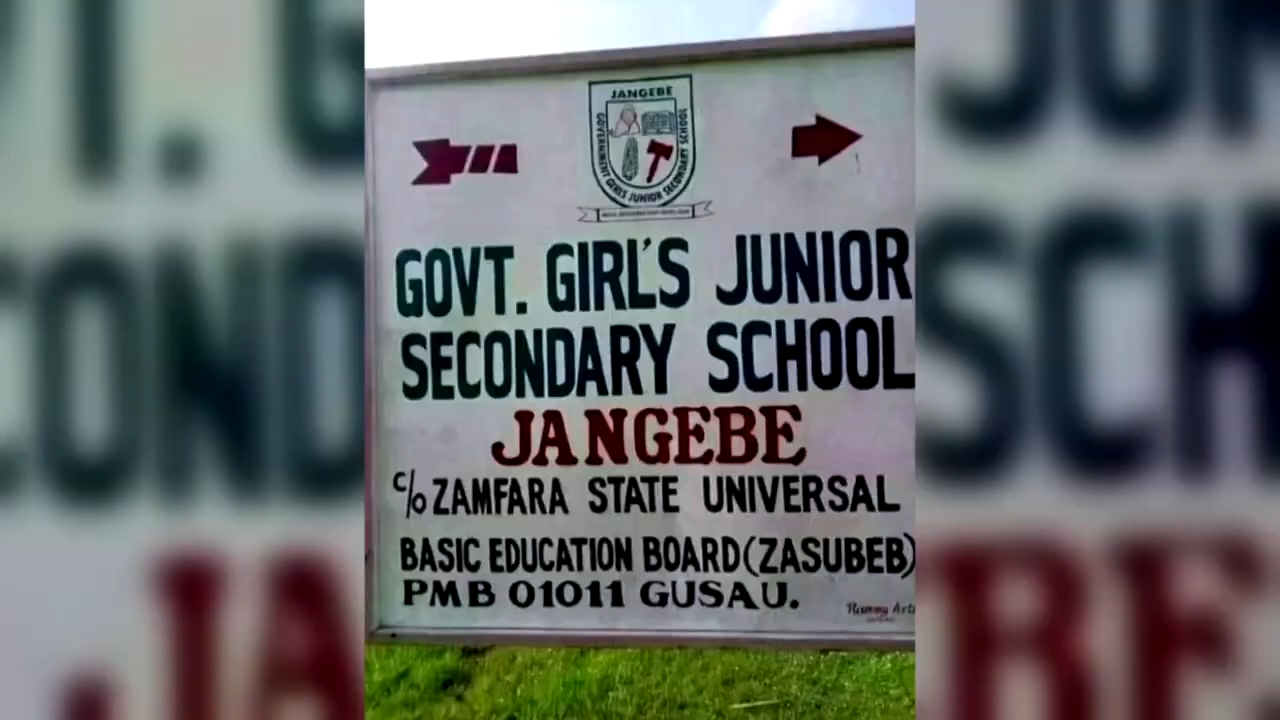 JANGEBE
GOVERNMENT GIRLS JUNIOR SECONDARY SCHOOL
GOVT. GIRL'S JUNIOR
SECONDARY SCHOOL
JANGEBE
c/o ZAMFARA STATE UNIVERSAL
BASIC EDUCATION BOARD (ZASUBEB)
PMB 01011 GUSAU.